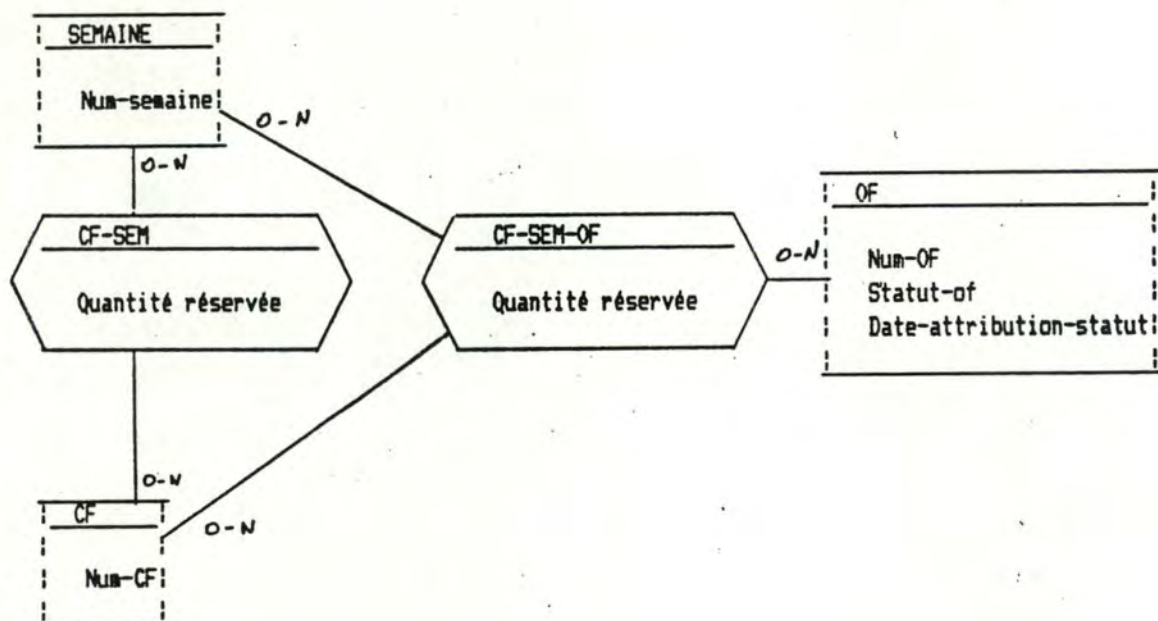 SEMAINE
Num-semaine
0-N
0-N
OF
CF-SEM
CF-SEM-OF
0-N
Num-OF
Quantité réservée
Quantité réservée
Statut-of
Date-attribution-statut
0-N
CF
0-N
Num-CF